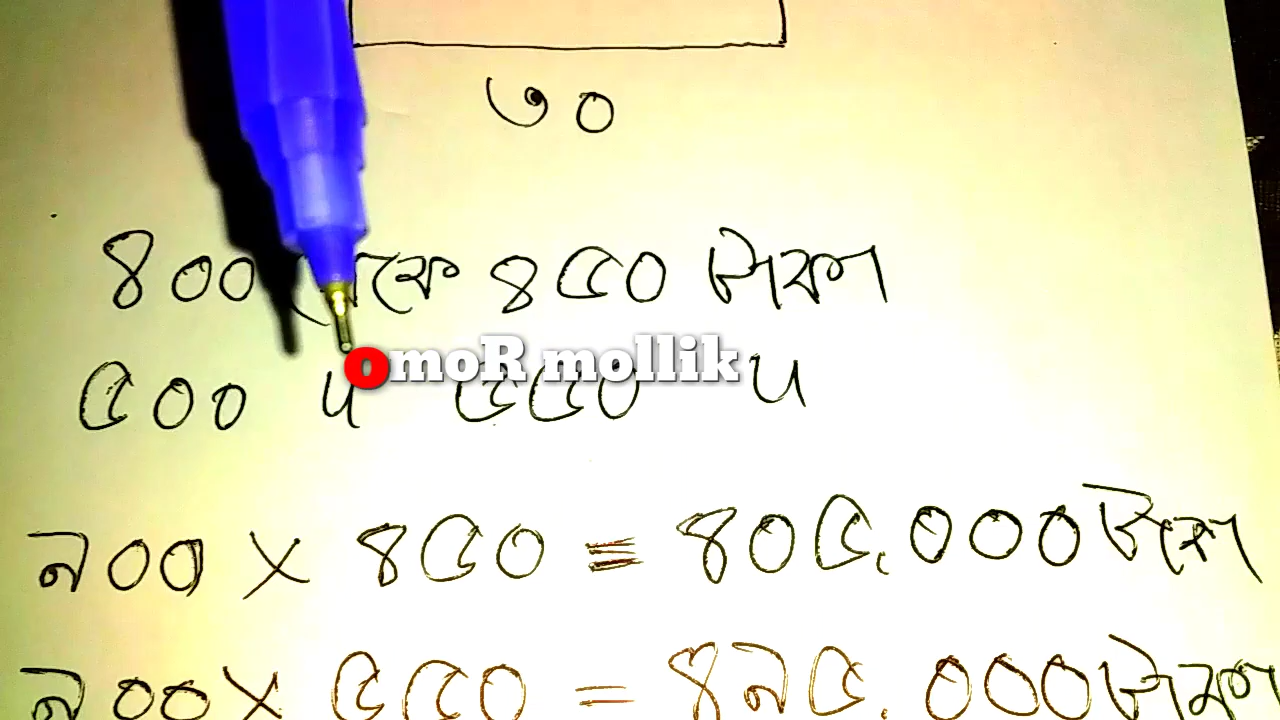 ৩০
৪০০ থেকে ৪৫০ টাকা
omoR mollik
৫০০ ৸ ৫৫০ ৸
৯০০ × ৪৫০ = ৪০৫.০০০ টাকা
৯০০ × ৫৫০ = ৪৯৫.০০০ টাকা